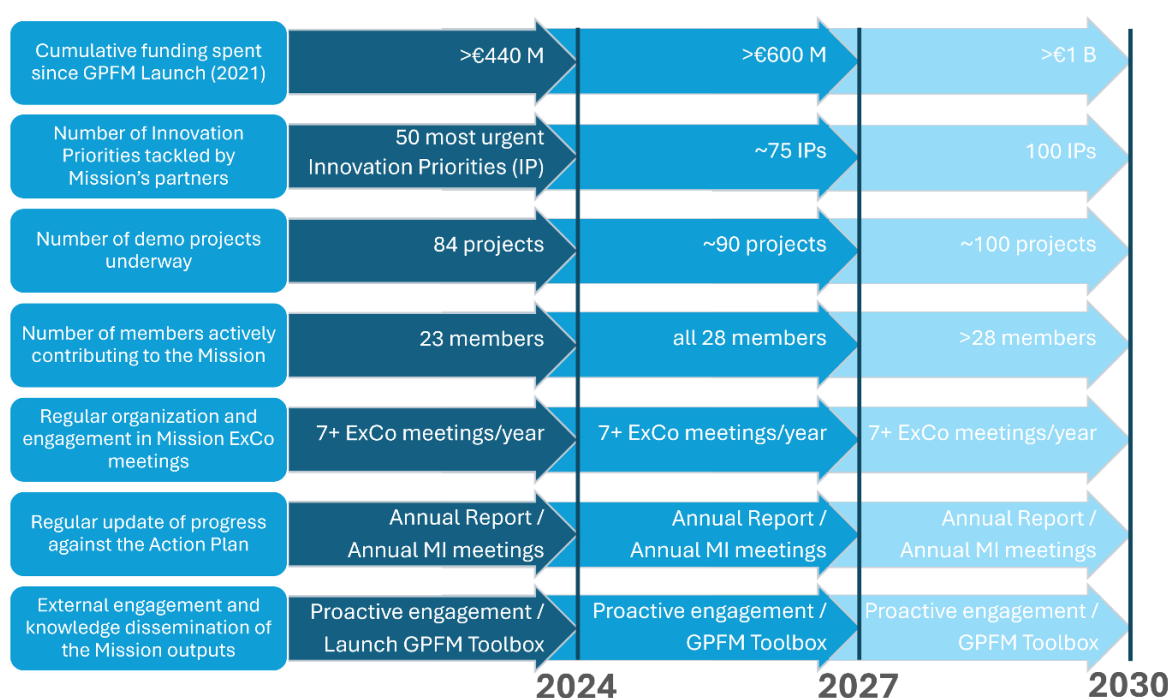 Cumulative funding spent
since GPFM Launch (2021)
>€440 M
>€600 M
>€1 B
Number of Innovation
Priorities tackled by
Mission's partners
50 most urgent
Innovation Priorities (IP)
~75 IPs
100 IPs
Number of demo projects
underway
84 projects
~90 projects
~100 projects
Number of members actively
contributing to the Mission
23 members
all 28 members
>28 members
Regular organization and
engagement in Mission ExCo
meetings
7+ ExCo meetings/year
7+ ExCo meetings/year
7+ ExCo meetings/year
Regular update of progress
against the Action Plan
Annual Report /
Annual MI meetings
Annual Report /
Annual MI meetings
Annual Report /
Annual MI meetings
External engagement and
knowledge dissemination of
the Mission outputs
Proactive engagement /
Launch GPFM Toolbox
Proactive engagement /
GPFM Toolbox
Proactive engagement /
GPFM Toolbox
2024
2027
2030